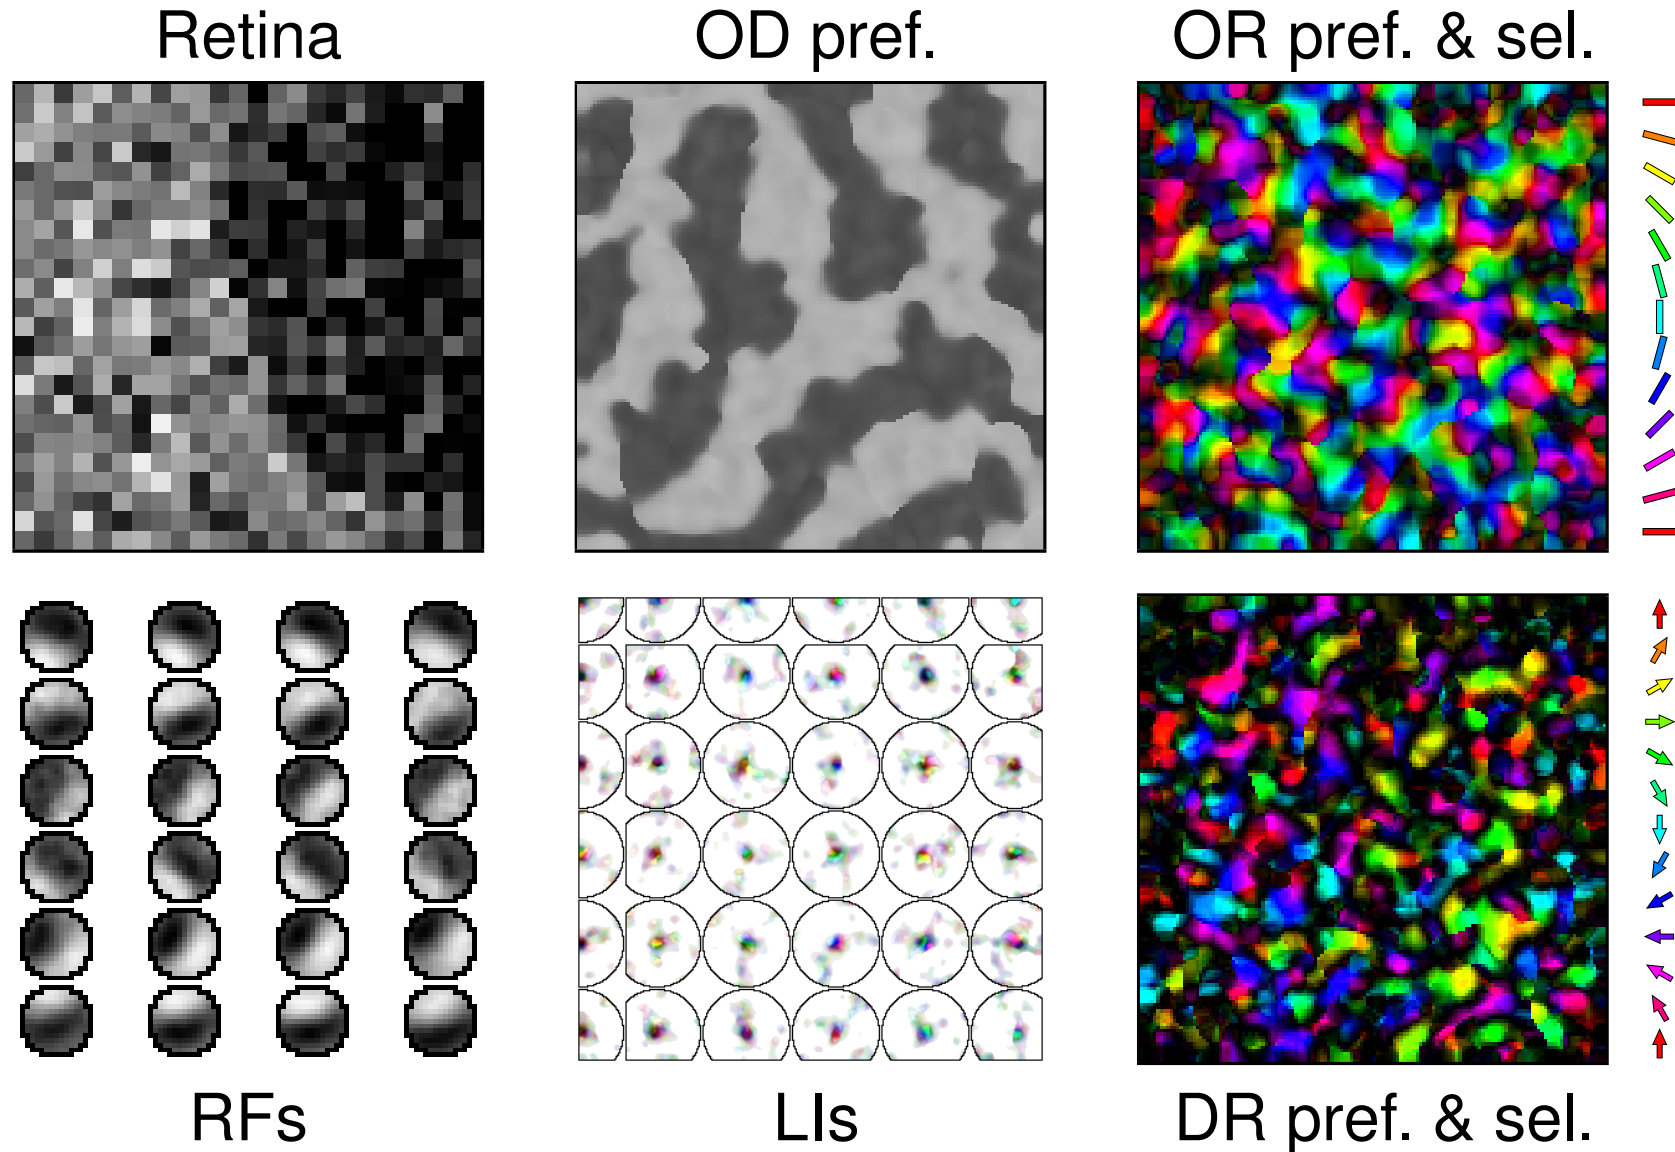 Retina
OD pref.
OR pref. & sel.
RFs
LIs
DR pref. & sel.